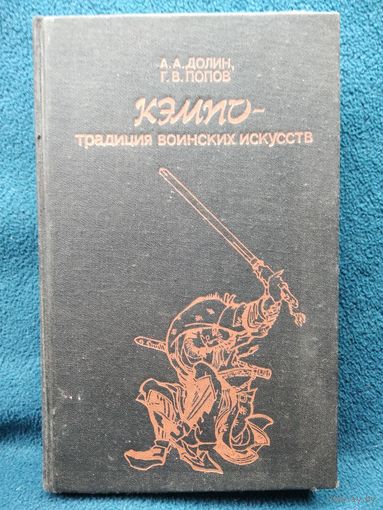 А. А. ДОЛИН,
Г. В. ПОПОВ
КЭМПО–
традиция воинских искусств